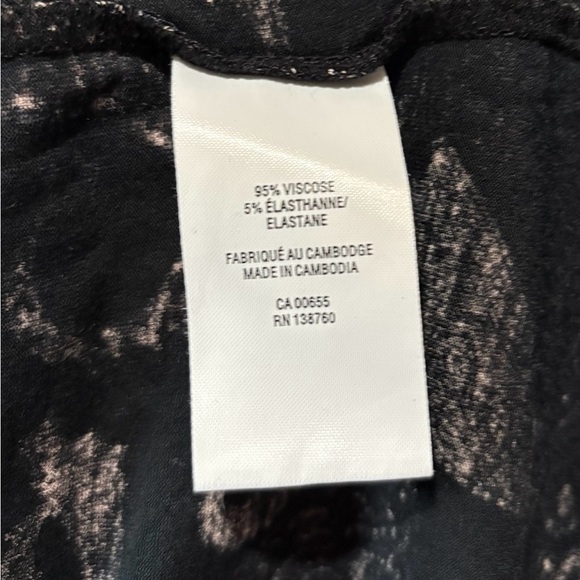 95% VISCOSE
5% ÉLASTHANNE/
ELASTANE
FABRIQUÉ AU CAMBODGE
MADE IN CAMBODIA
CA 00655
RN 138760